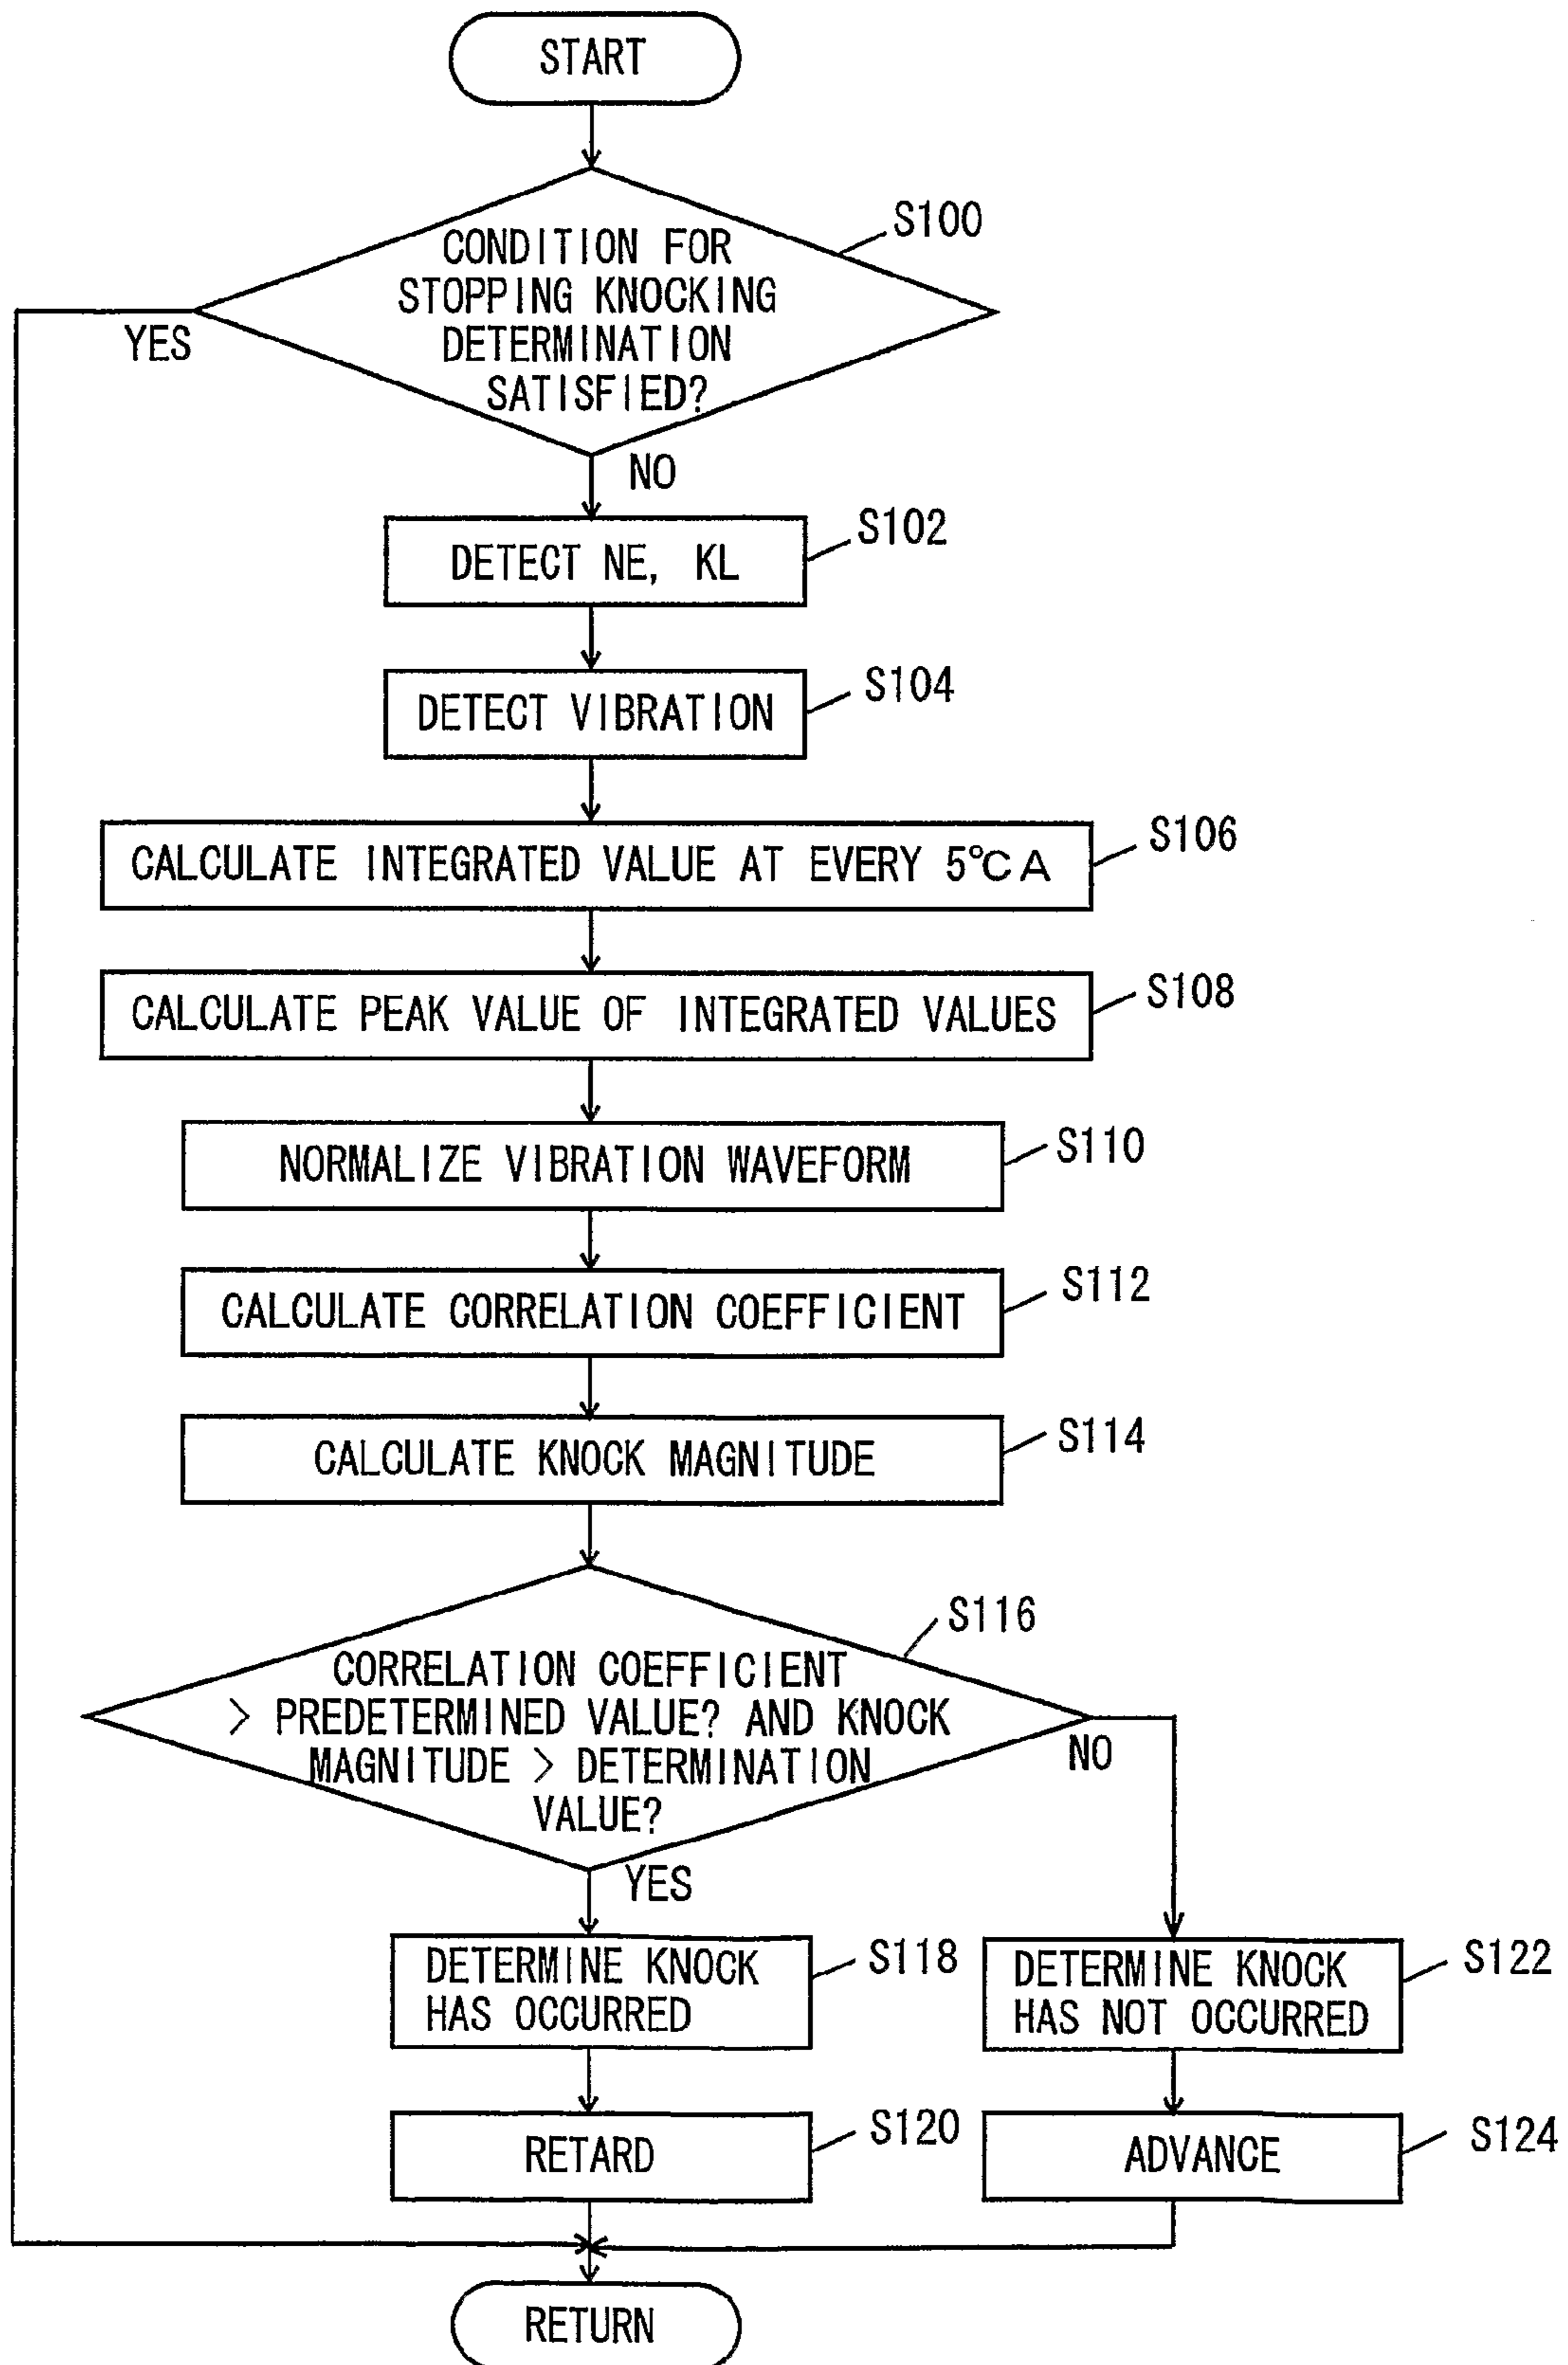 START
S100
CONDITION FOR
STOPPING KNOCKING
DETERMINATION
SATISFIED?
YES
NO
S102
DETECT NE, KL
S104
DETECT VIBRATION
S106
CALCULATE INTEGRATED VALUE AT EVERY 5°CA
S108
CALCULATE PEAK VALUE OF INTEGRATED VALUES
S110
NORMALIZE VIBRATION WAVEFORM
S112
CALCULATE CORRELATION COEFFICIENT
S114
CALCULATE KNOCK MAGNITUDE
S116
CORRELATION COEFFICIENT
> PREDETERMINED VALUE? AND KNOCK
MAGNITUDE > DETERMINATION
VALUE?
NO
YES
S118
DETERMINE KNOCK
HAS OCCURRED
S122
DETERMINE KNOCK
HAS NOT OCCURRED
S120
RETARD
S124
ADVANCE
RETURN